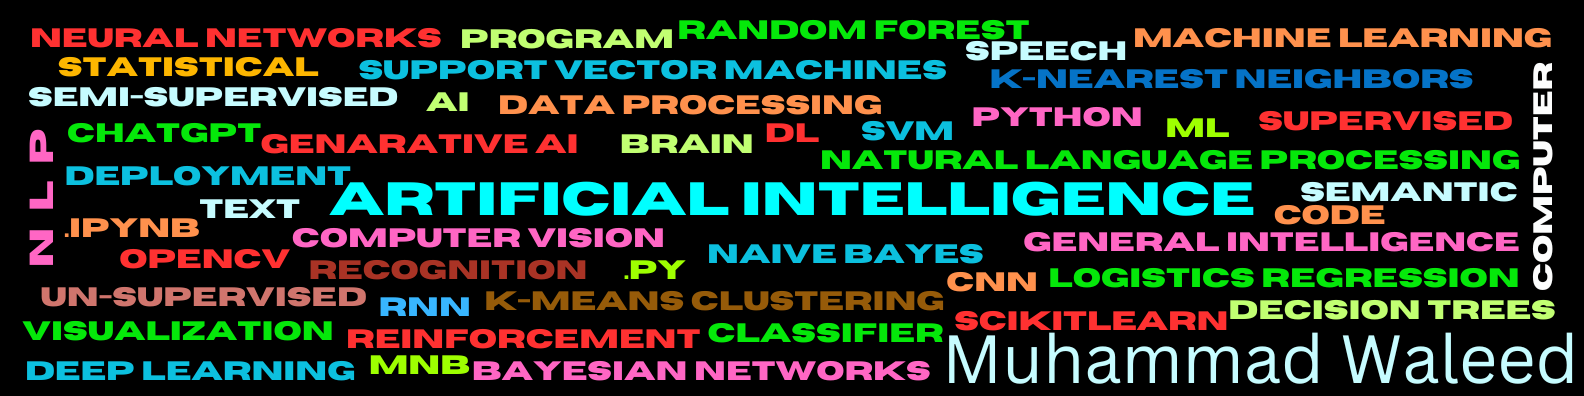 NEURAL NETWORKS
PROGRAM
RANDOM FOREST
SPEECH
MACHINE LEARNING
STATISTICAL
SUPPORT VECTOR MACHINES
K-NEAREST NEIGHBORS
SEMI-SUPERVISED
AI
DATA PROCESSING
PYTHON
ML
SUPERVISED
COMPUTER
NLP
CHATGPT
GENARATIVE AI
BRAIN
DL
SVM
NATURAL LANGUAGE PROCESSING
DEPLOYMENT
ARTIFICIAL INTELLIGENCE
SEMANTIC
TEXT
CODE
.IPYNB
COMPUTER VISION
NAIVE BAYES
GENERAL INTELLIGENCE
OPENCV
RECOGNITION
.PY
CNN
LOGISTICS REGRESSION
UN-SUPERVISED
RNN
K-MEANS CLUSTERING
SCIKITLEARN
DECISION TREES
VISUALIZATION
REINFORCEMENT
CLASSIFIER
DEEP LEARNING
MNB
BAYESIAN NETWORKS
Muhammad Waleed